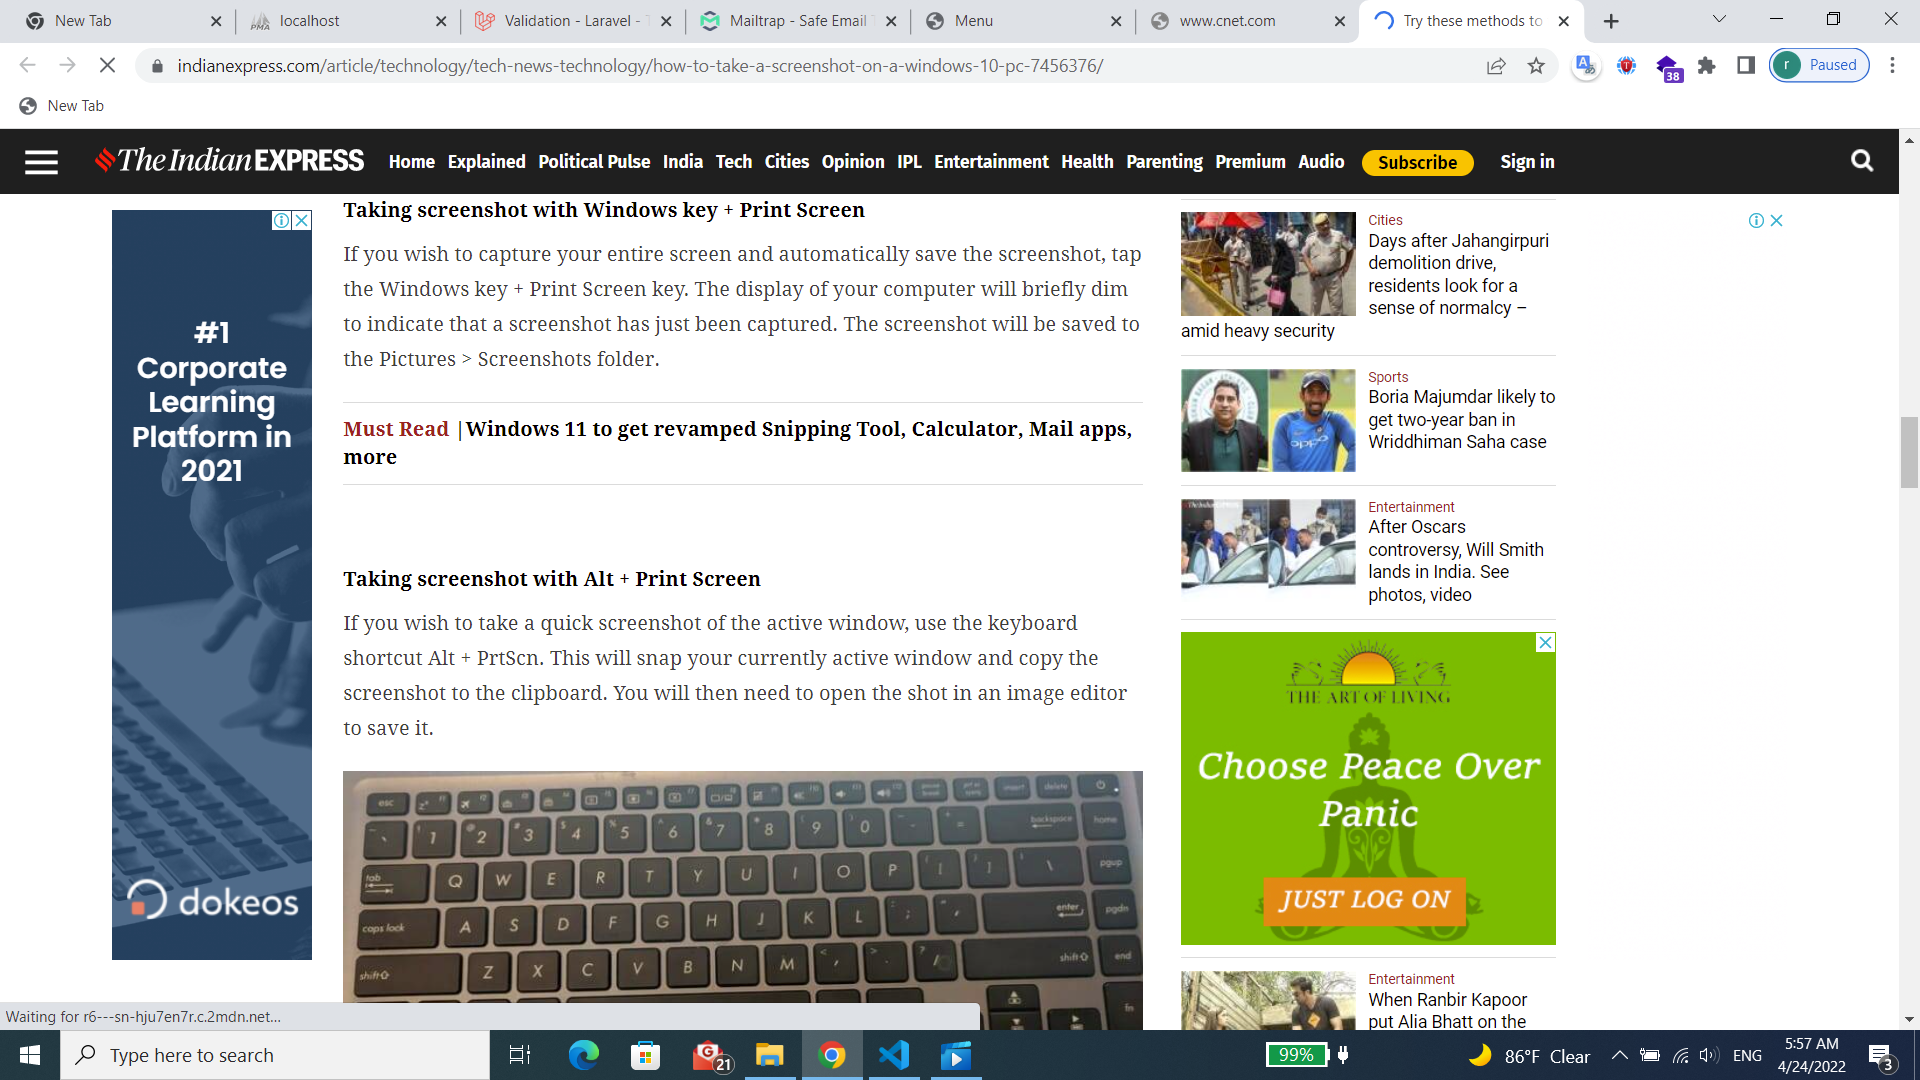 New Tab
localhost
Validation - Laravel - T
Mailtrap - Safe Email T
Menu
www.cnet.com
Try these methods to
indianexpress.com/article/technology/tech-news-technology/how-to-take-a-screenshot-on-a-windows-10-pc-7456376/
38
r Paused
New Tab
The Indian EXPRESS
Home Explained Political Pulse India Tech Cities Opinion IPL Entertainment Health Parenting Premium Audio Subscribe Sign in
#1
Corporate
Learning
Platform in
2021
dokeos
Taking screenshot with Windows key + Print Screen
If you wish to capture your entire screen and automatically save the screenshot, tap
the Windows key + Print Screen key. The display of your computer will briefly dim
to indicate that a screenshot has just been captured. The screenshot will be saved to
the Pictures > Screenshots folder.
Must Read |Windows 11 to get revamped Snipping Tool, Calculator, Mail apps,
more
Taking screenshot with Alt + Print Screen
If you wish to take a quick screenshot of the active window, use the keyboard
shortcut Alt + PrtScn. This will snap your currently active window and copy the
screenshot to the clipboard. You will then need to open the shot in an image editor
to save it.
esc
1 2 3 4 5 6 7 8 9 0 - = backspace home
tab Q W E R T Y U I O P [ ] \ pgup
caps lock A S D F G H J K L ; ' enter pgdn
shift Z X C V B N M , . / shift end
fn
Cities
Days after Jahangirpuri
demolition drive,
residents look for a
sense of normalcy –
amid heavy security
Sports
Boria Majumdar likely to
get two-year ban in
Wriddhiman Saha case
oppo
Entertainment
After Oscars
controversy, Will Smith
lands in India. See
photos, video
THE ART OF LIVING
Choose Peace Over
Panic
JUST LOG ON
Entertainment
When Ranbir Kapoor
put Alia Bhatt on the
Waiting for r6---sn-hju7en7r.c.2mdn.net...
Type here to search
21
99%
86°F Clear
ENG
5:57 AM
4/24/2022
3